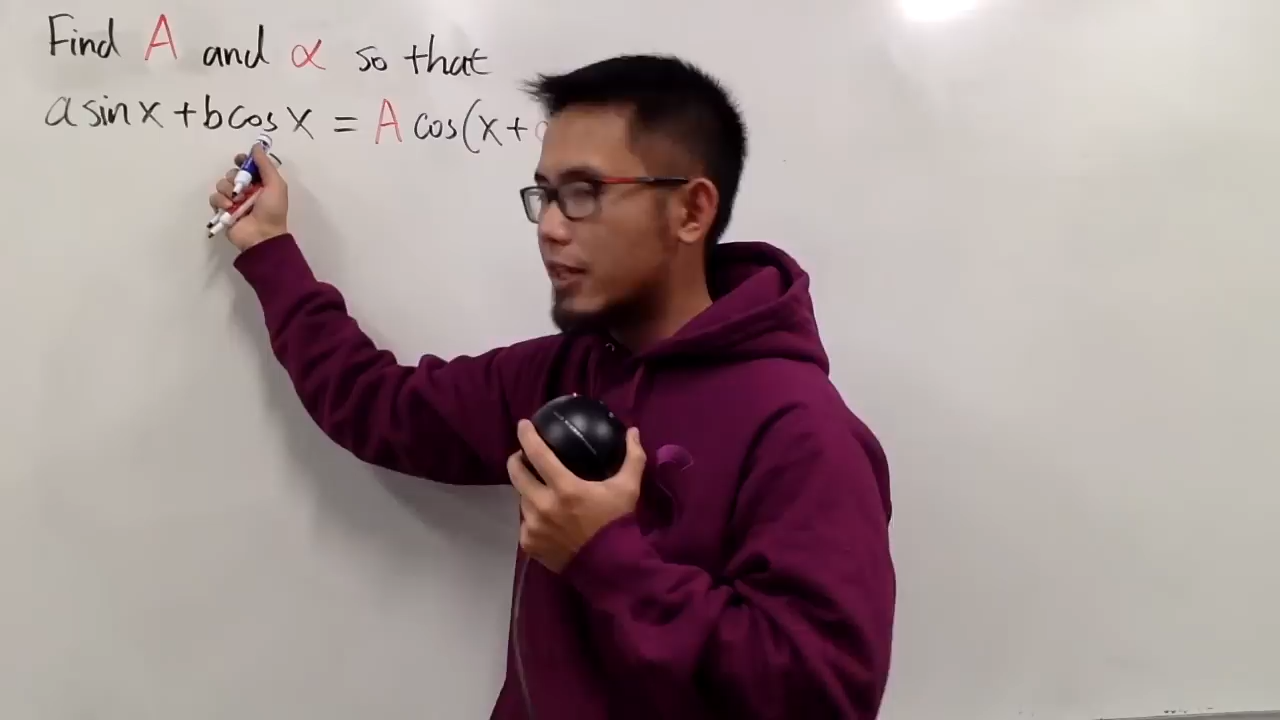 Find A and α so that
a sin x + b cos x = A cos(x +